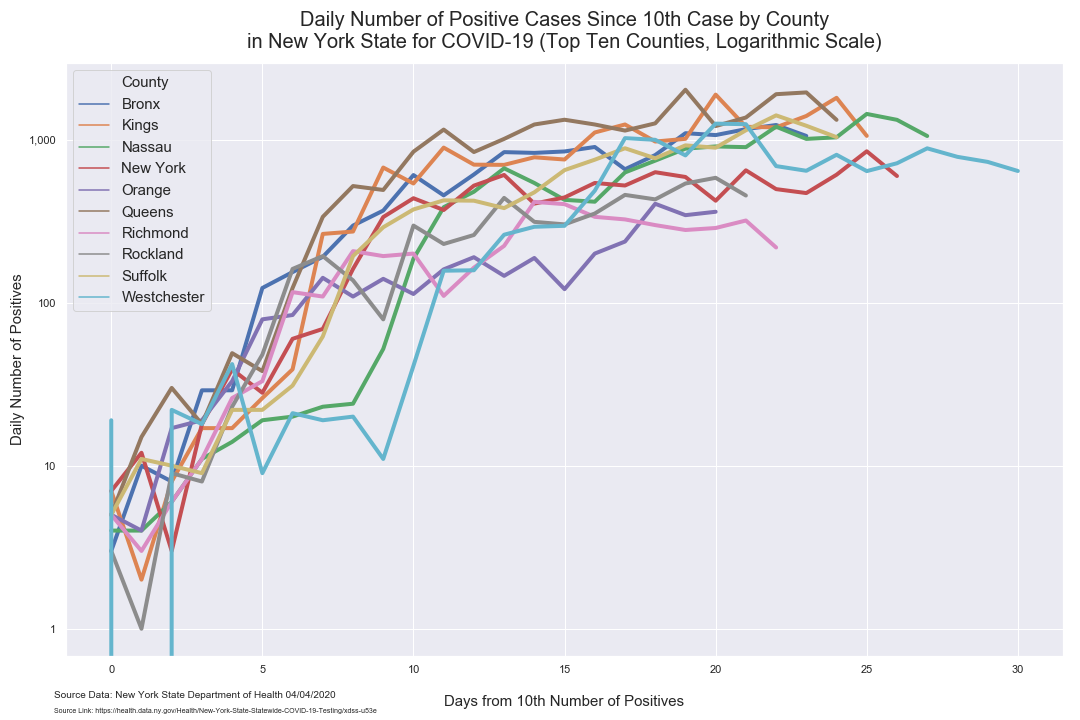 Daily Number of Positive Cases Since 10th Case by County
in New York State for COVID-19 (Top Ten Counties, Logarithmic Scale)
County
Bronx
Kings
Nassau
New York
Orange
Queens
Richmond
Rockland
Suffolk
Westchester
Daily Number of Positives
1,000
100
10
1
0 5 10 15 20 25 30
Days from 10th Number of Positives
Source Data: New York State Department of Health 04/04/2020
Source Link: https://health.data.ny.gov/Health/New-York-State-Statewide-COVID-19-Testing/xdss-u53e